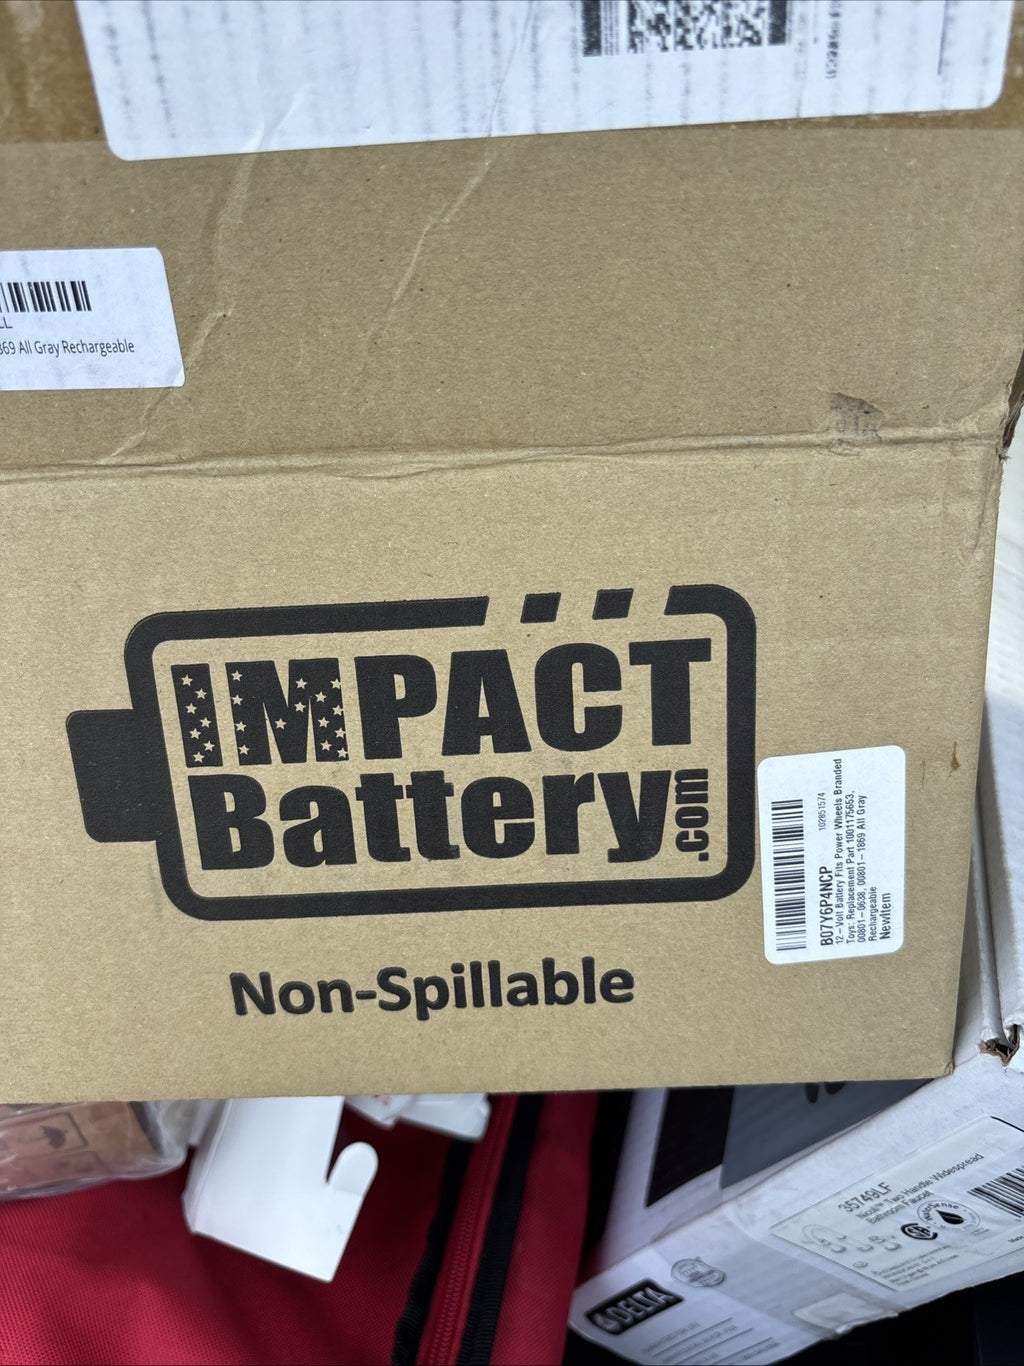 LL
869 All Gray Rechargeable
IMPACT
Battery.com
Non-Spillable
102851574
B07Y6P4NCP
12-Volt Battery Fits Power Wheels Branded
Toys: Replacement Part 1001175653,
00801-0638, 00801-1869 All Gray
Rechargeable
NewItem
35749LF
Two Handle Widespread
Bathroom Faucet
DELTA